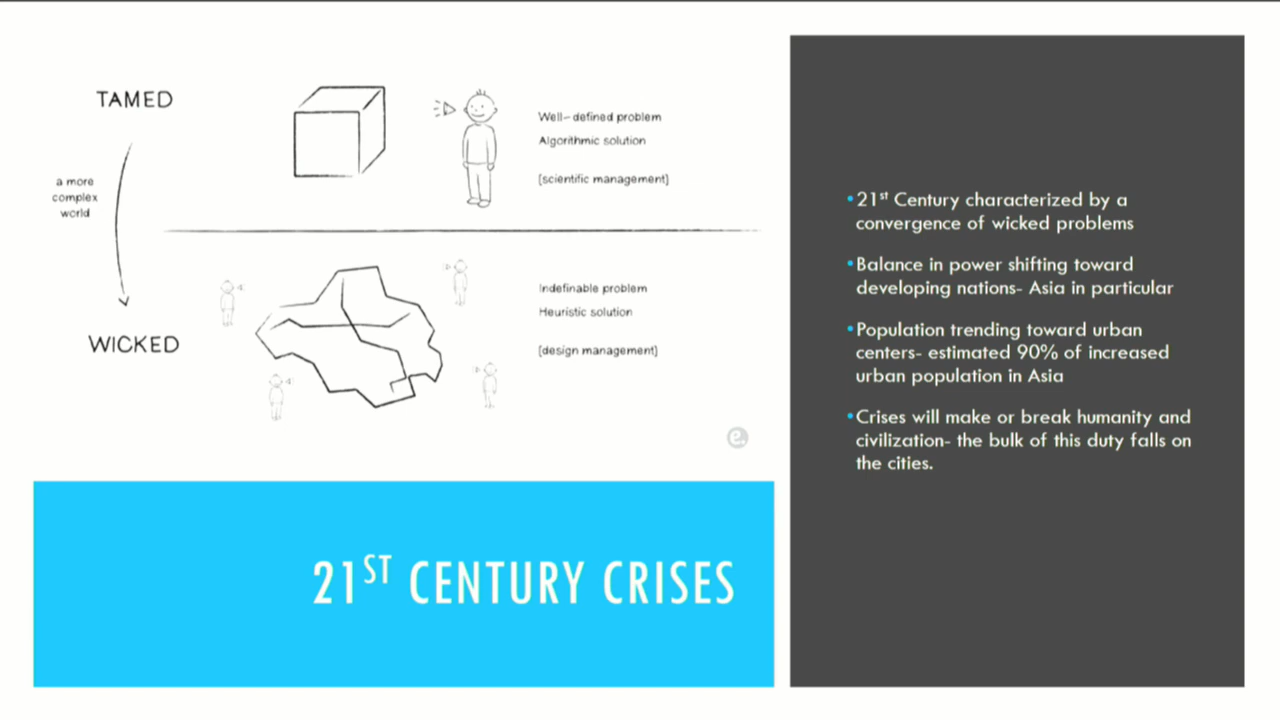 TAMED
a more
complex
world
WICKED
Well-defined problem
Algorithmic solution
(scientific management)
Indefinable problem
Heuristic solution
(design management)
e.
21ST CENTURY CRISES
•21st Century characterized by a
convergence of wicked problems
•Balance in power shifting toward
developing nations- Asia in particular
•Population trending toward urban
centers- estimated 90% of increased
urban population in Asia
•Crises will make or break humanity and
civilization- the bulk of this duty falls on
the cities.